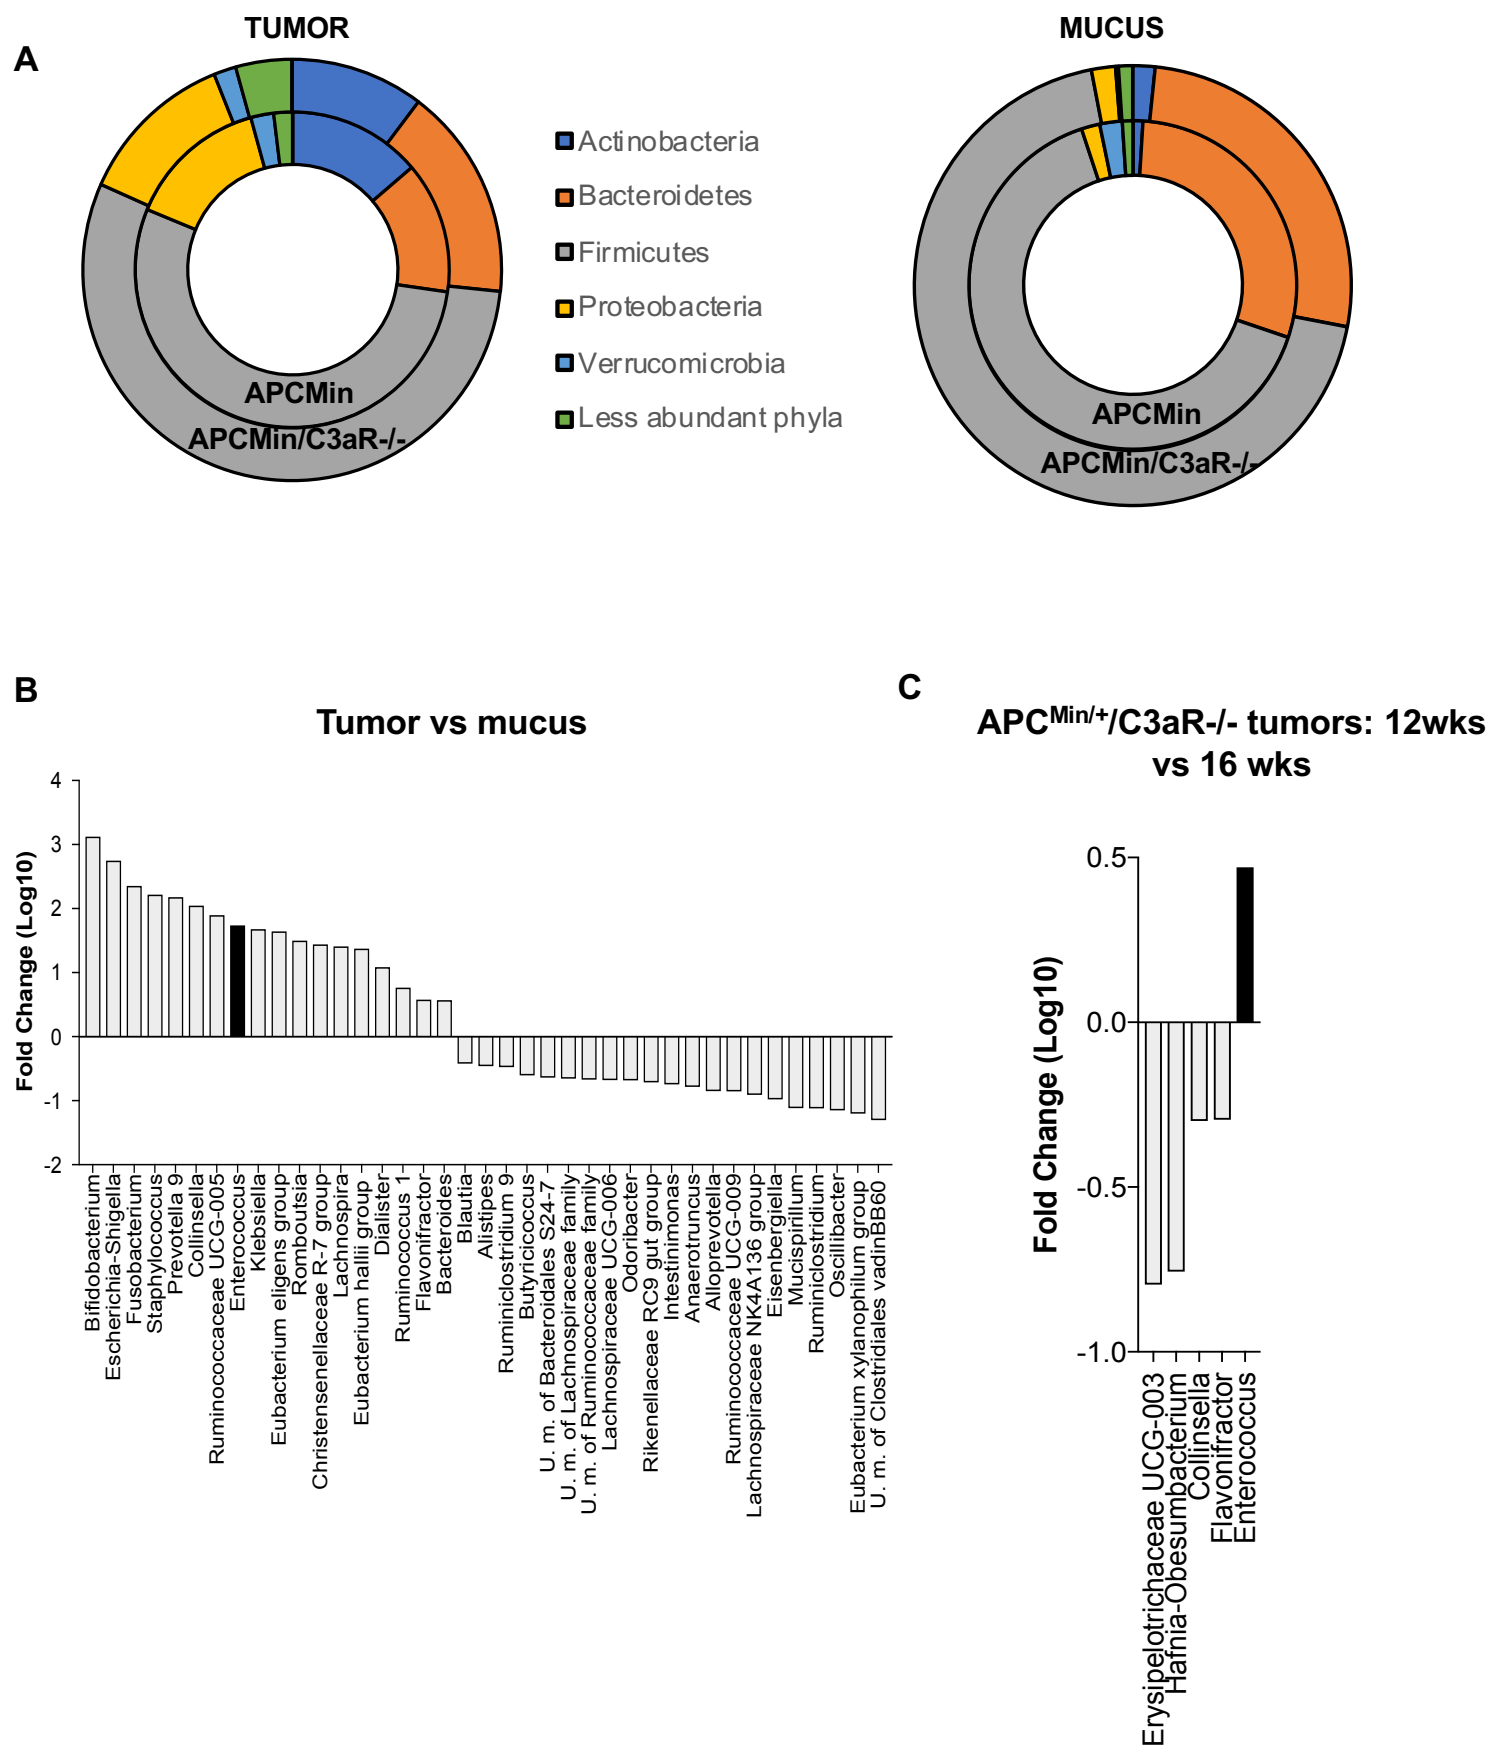 A
TUMOR
MUCUS
Actinobacteria
Bacteroidetes
Firmicutes
Proteobacteria
Verrucomicrobia
Less abundant phyla
APCMin
APCMin/C3aR-/-
APCMin
APCMin/C3aR-/-
B
Tumor vs mucus
Fold Change (Log10)
4
3
2
1
0
-1
-2
Bifidobacterium
Escherichia-Shigella
Fusobacterium
Staphylococcus
Prevotella 9
Collinsella
Ruminococcaceae UCG-005
Enterococcus
Klebsiella
Eubacterium eligens group
Romboutsia
Christensenellaceae R-7 group
Lachnospira
Eubacterium hallii group
Dialister
Ruminococcus 1
Flavonifractor
Bacteroides
Blautia
Alistipes
Ruminiclostridium 9
Butyricicoccus
U. m. of Bacteroidales S24-7
U. m. of Lachnospiraceae family
U. m. of Ruminococcaceae family
Lachnospiraceae UCG-006
Odoribacter
Rikenellaceae RC9 gut group
Intestinimonas
Anaerotruncus
Alloprevotella
Ruminococcaceae UCG-009
Lachnospiraceae NK4A136 group
Eisenbergiella
Mucispirillum
Ruminiclostridium
Oscillibacter
Eubacterium xylanophilum group
U. m. of Clostridiales vadinBB60
C
APCMin/+/C3aR-/- tumors: 12wks
vs 16 wks
Fold Change (Log10)
0.5
0.0
-0.5
-1.0
Erysipelotrichaceae UCG-003
Hafnia-Obesumbacterium
Collinsella
Flavonifractor
Enterococcus